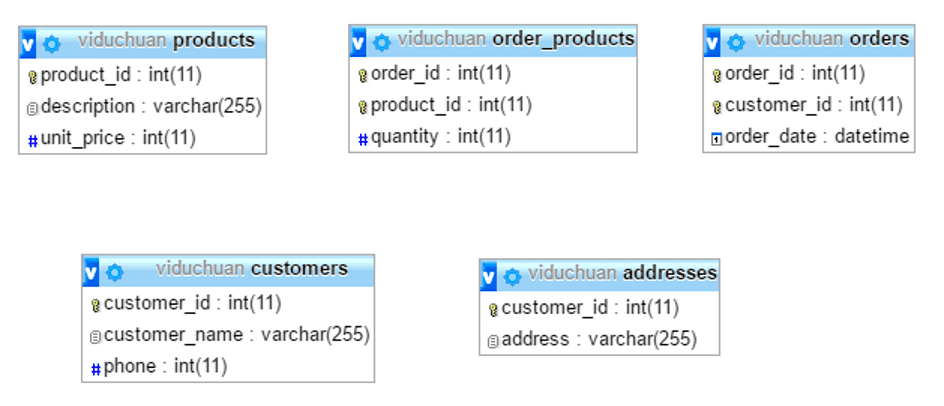 viduchuan products
product_id : int(11)
description : varchar(255)
# unit_price : int(11)
viduchuan order_products
order_id : int(11)
product_id : int(11)
# quantity : int(11)
viduchuan orders
order_id : int(11)
customer_id : int(11)
order_date : datetime
viduchuan customers
customer_id : int(11)
customer_name : varchar(255)
# phone : int(11)
viduchuan addresses
customer_id : int(11)
address : varchar(255)